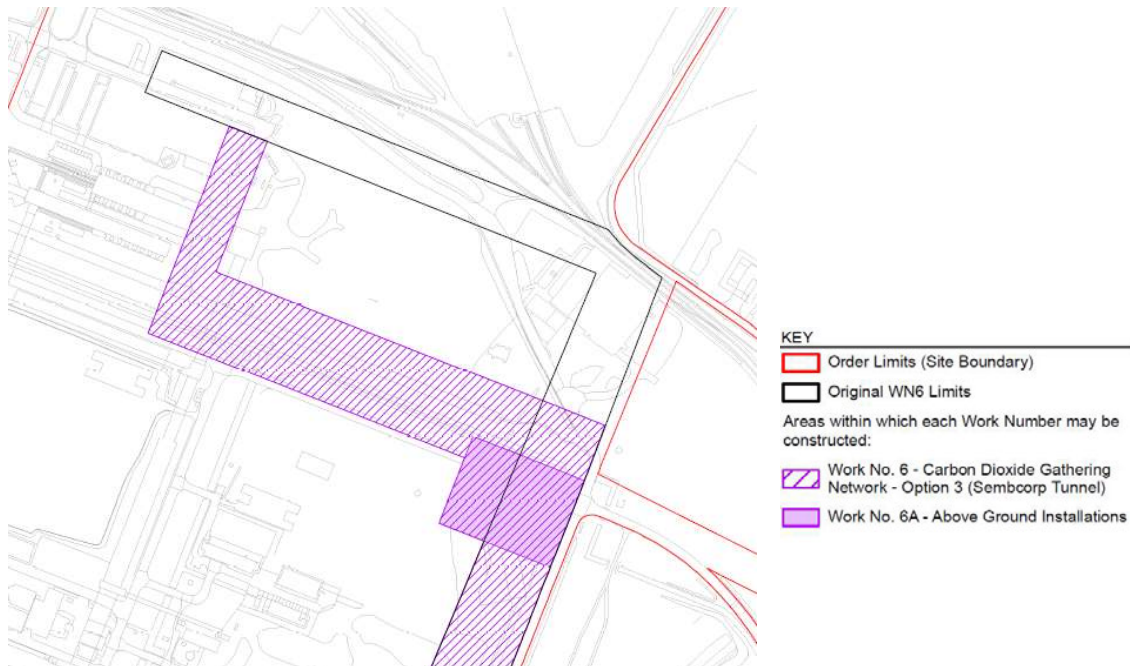 KEY
Order Limits (Site Boundary)
Original WN6 Limits
Areas within which each Work Number may be
constructed:
Work No. 6 - Carbon Dioxide Gathering
Network - Option 3 (Sembcorp Tunnel)
Work No. 6A - Above Ground Installations